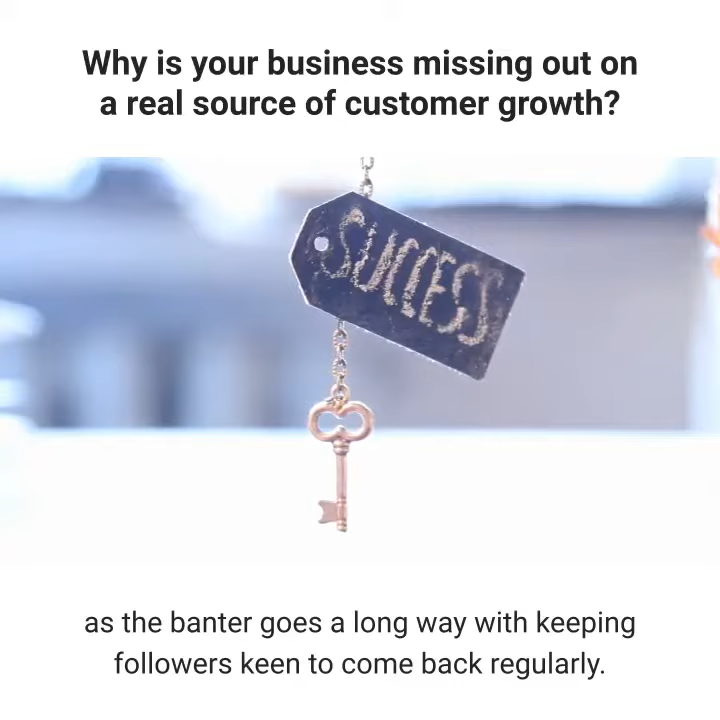 Why is your business missing out on
a real source of customer growth?
SUCCESS
as the banter goes a long way with keeping
followers keen to come back regularly.